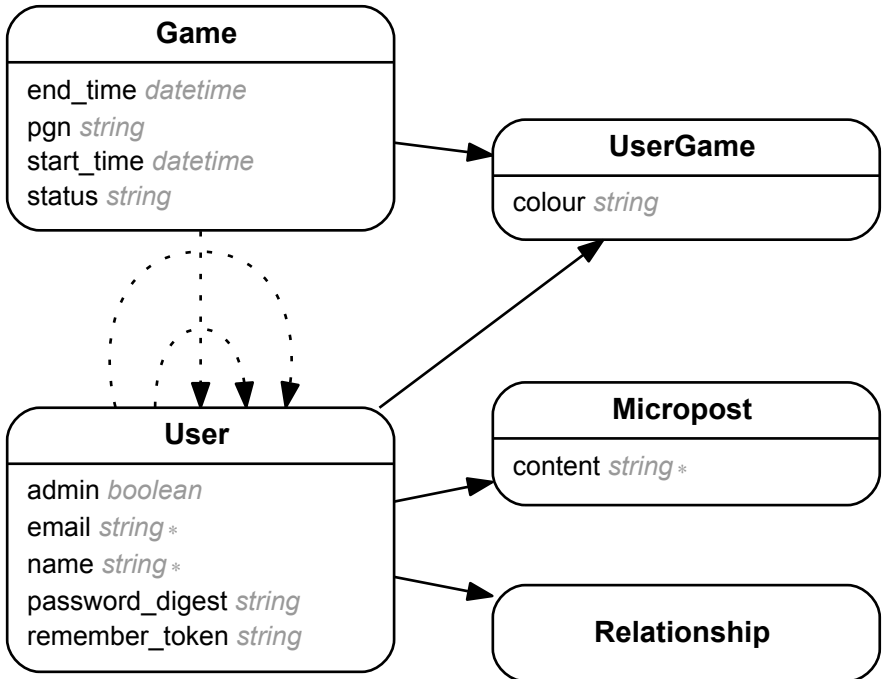 Game
end_time datetime
pgn string
start_time datetime
status string
UserGame
colour string
User
admin boolean
email string *
name string *
password_digest string
remember_token string
Micropost
content string *
Relationship